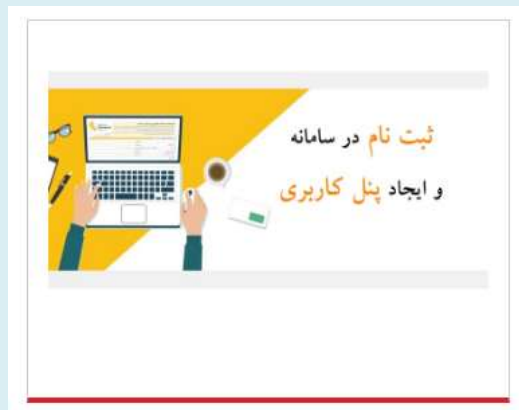 ثبت نام در سامانه
و ایجاد پنل کاربری